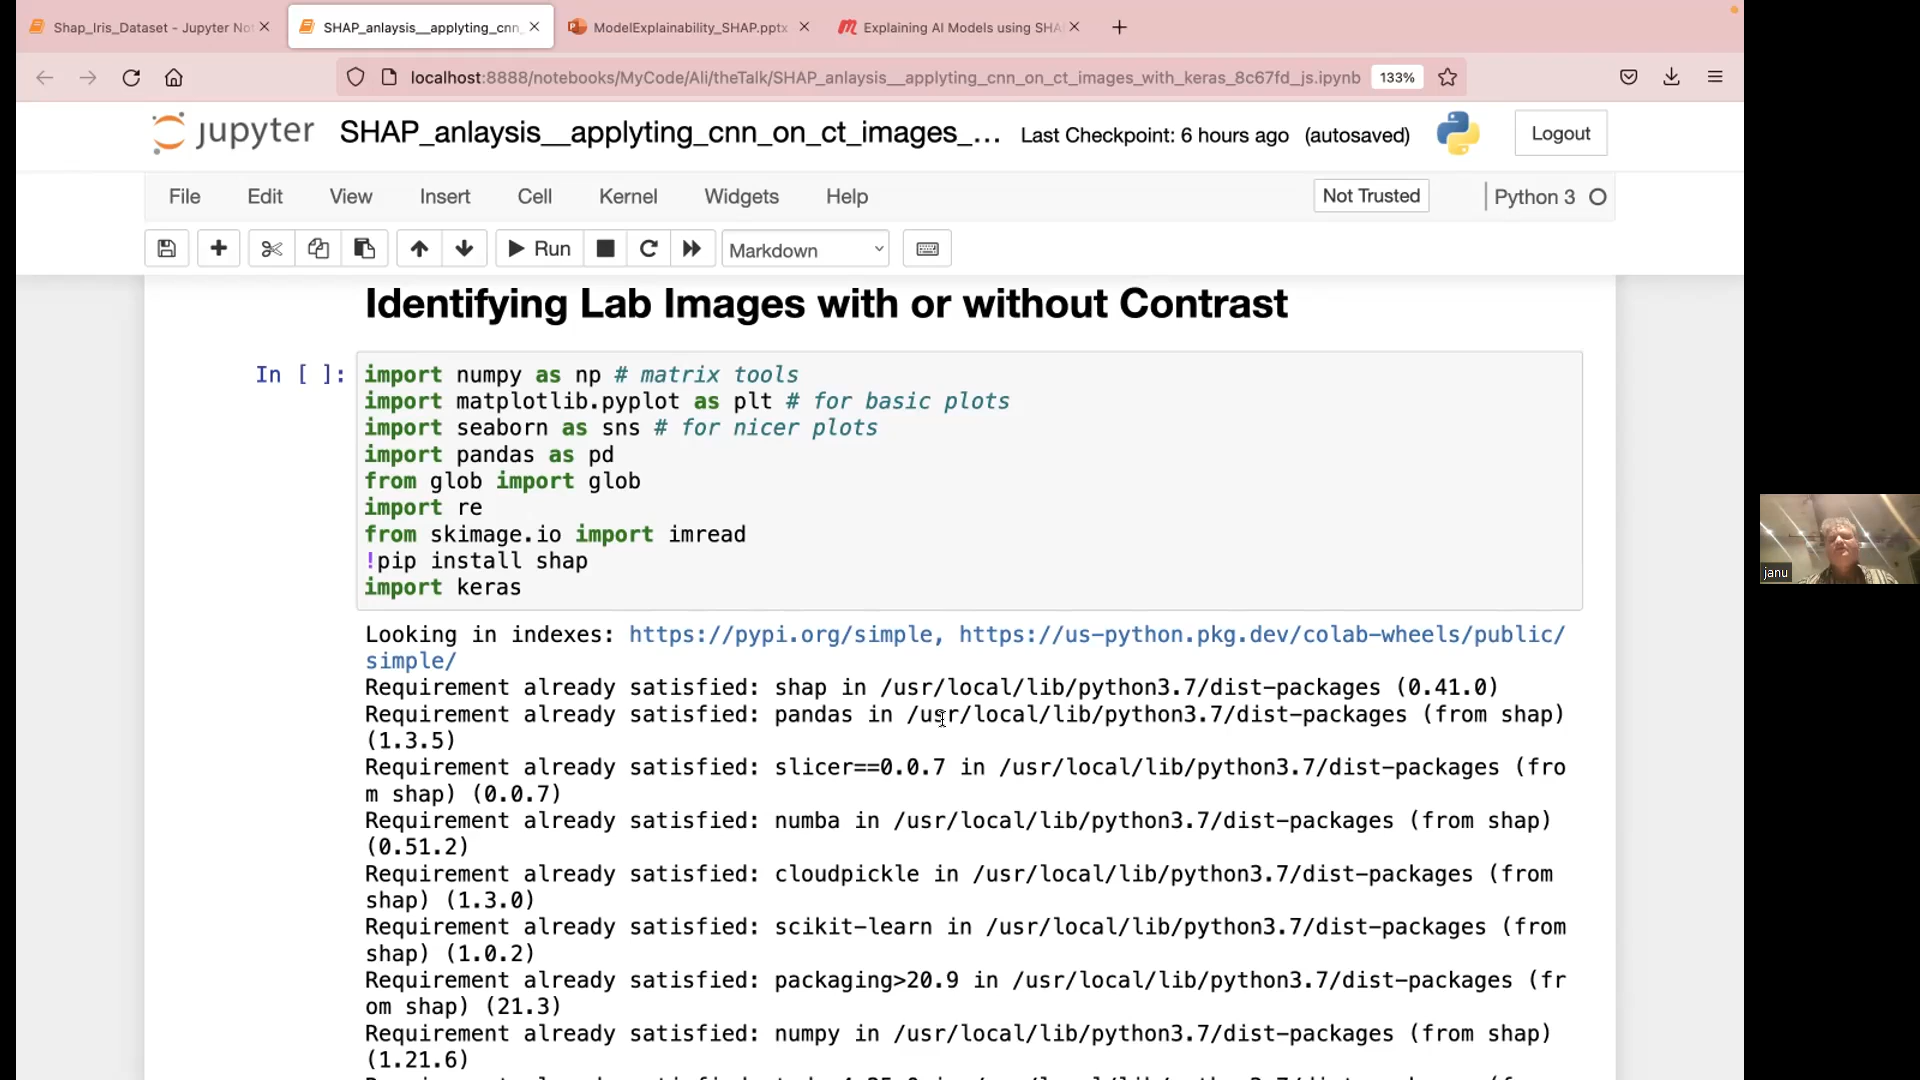 Shap_Iris_Dataset - Jupyter No
SHAP_anlaysis__applyting_cnn_
ModelExplainability_SHAP.pptx
Explaining AI Models using SHA
localhost:8888/notebooks/MyCode/Ali/theTalk/SHAP_anlaysis__applyting_cnn_on_ct_images_with_keras_8c67fd_js.ipynb
133%
jupyter
SHAP_anlaysis__applyting_cnn_on_ct_images_...
Last Checkpoint: 6 hours ago
(autosaved)
Logout
File
Edit
View
Insert
Cell
Kernel
Widgets
Help
Not Trusted
Python 3
Run
Markdown
Identifying Lab Images with or without Contrast
In [ ]:
import numpy as np # matrix tools
import matplotlib.pyplot as plt # for basic plots
import seaborn as sns # for nicer plots
import pandas as pd
from glob import glob
import re
from skimage.io import imread
!pip install shap
import keras
Looking in indexes: https://pypi.org/simple, https://us-python.pkg.dev/colab-wheels/public/
simple/
Requirement already satisfied: shap in /usr/local/lib/python3.7/dist-packages (0.41.0)
Requirement already satisfied: pandas in /usr/local/lib/python3.7/dist-packages (from shap)
(1.3.5)
Requirement already satisfied: slicer==0.0.7 in /usr/local/lib/python3.7/dist-packages (fro
m shap) (0.0.7)
Requirement already satisfied: numba in /usr/local/lib/python3.7/dist-packages (from shap)
(0.51.2)
Requirement already satisfied: cloudpickle in /usr/local/lib/python3.7/dist-packages (from
shap) (1.3.0)
Requirement already satisfied: scikit-learn in /usr/local/lib/python3.7/dist-packages (from
shap) (1.0.2)
Requirement already satisfied: packaging>20.9 in /usr/local/lib/python3.7/dist-packages (fr
om shap) (21.3)
Requirement already satisfied: numpy in /usr/local/lib/python3.7/dist-packages (from shap)
(1.21.6)
janu